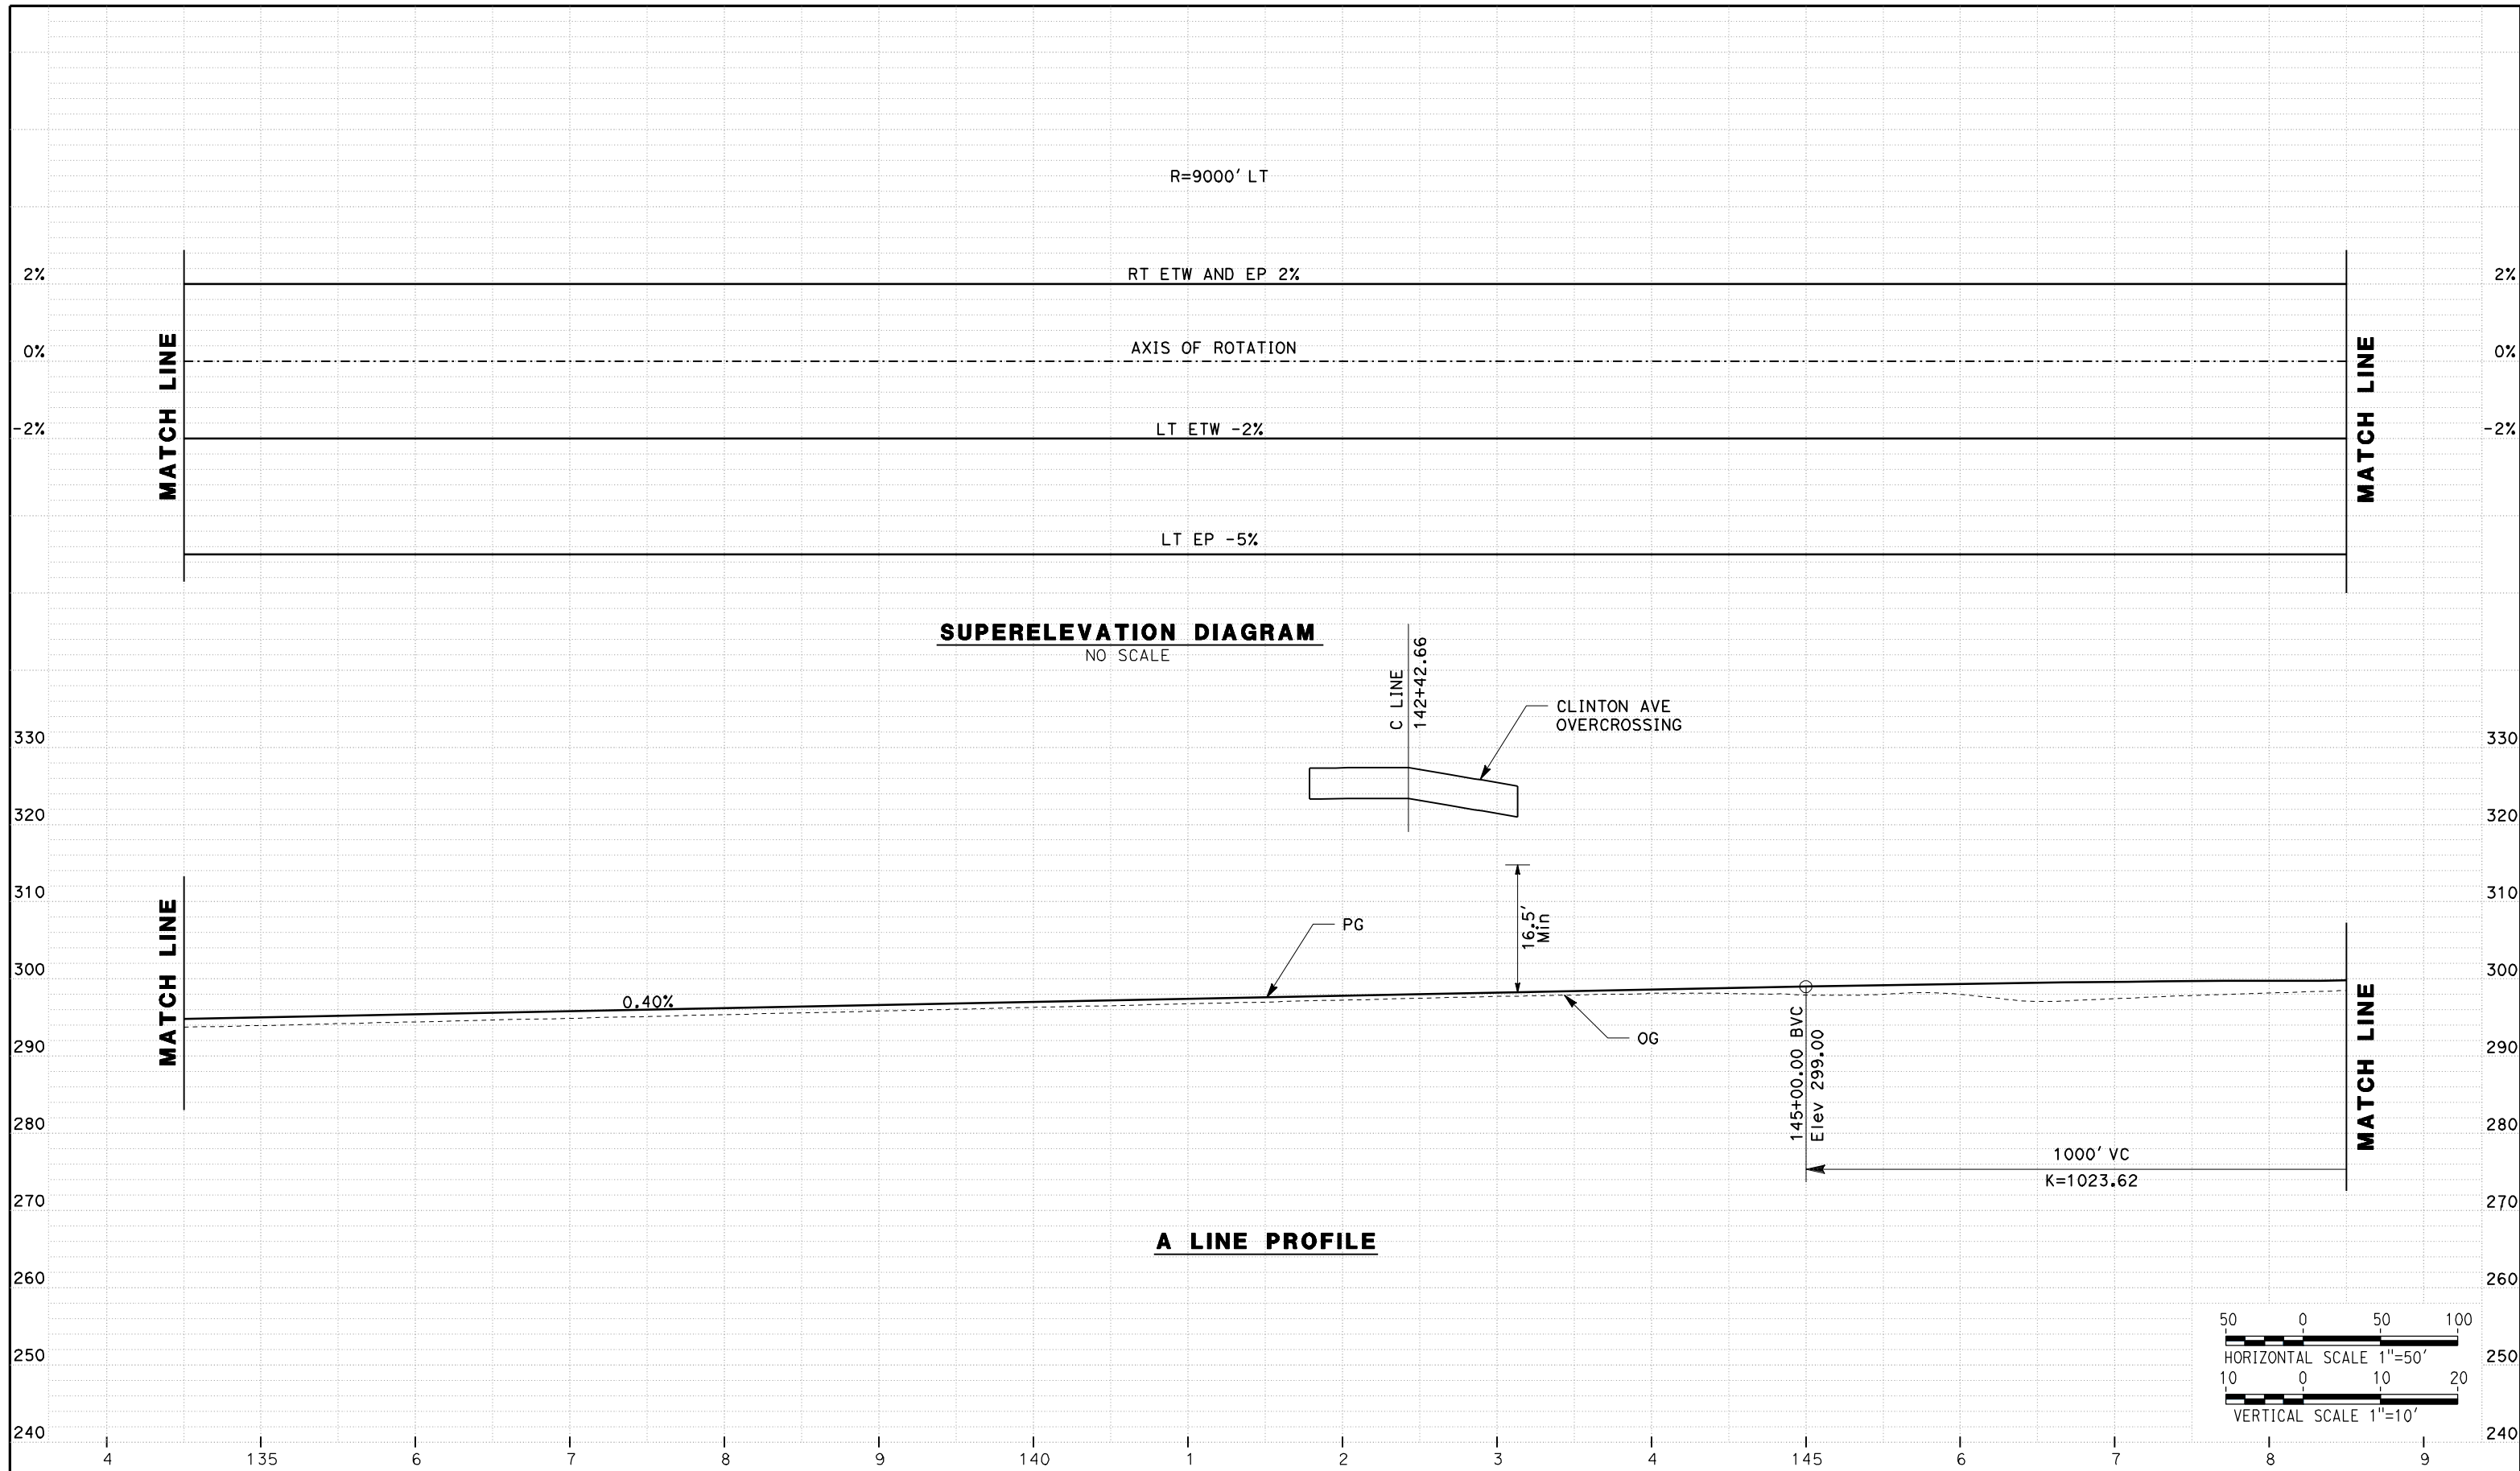 R=9000' LT
2%
RT ETW AND EP 2%
2%
0%
AXIS OF ROTATION
0%
-2%
LT ETW -2%
-2%
LT EP -5%
MATCH LINE
MATCH LINE
SUPERELEVATION DIAGRAM
NO SCALE
C LINE
142+42.66
CLINTON AVE
OVERCROSSING
330
330
320
320
310
310
16.5'
Min
PG
300
300
0.40%
MATCH LINE
MATCH LINE
OG
290
290
145+00.00 BVC
Elev 299.00
280
280
1000' VC
K=1023.62
270
270
A LINE PROFILE
260
260
50 0 50 100
HORIZONTAL SCALE 1"=50'
250
250
10 0 10 20
VERTICAL SCALE 1"=10'
240
240
4 135 6 7 8 9 140 1 2 3 4 145 6 7 8 9